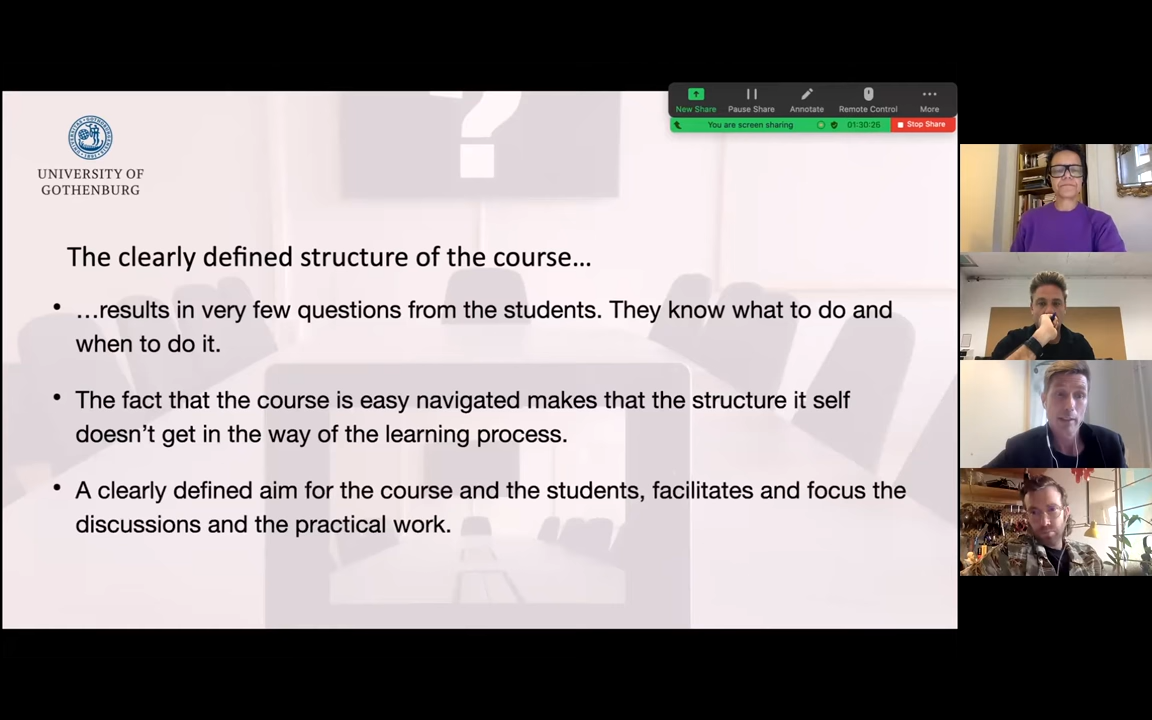 New Share
Pause Share
Annotate
Remote Control
More
You are screen sharing
01:30:26
Stop Share
UNIVERSITY OF
GOTHENBURG
The clearly defined structure of the course…
• …results in very few questions from the students. They know what to do and
when to do it.
• The fact that the course is easy navigated makes that the structure it self
doesn’t get in the way of the learning process.
• A clearly defined aim for the course and the students, facilitates and focus the
discussions and the practical work.